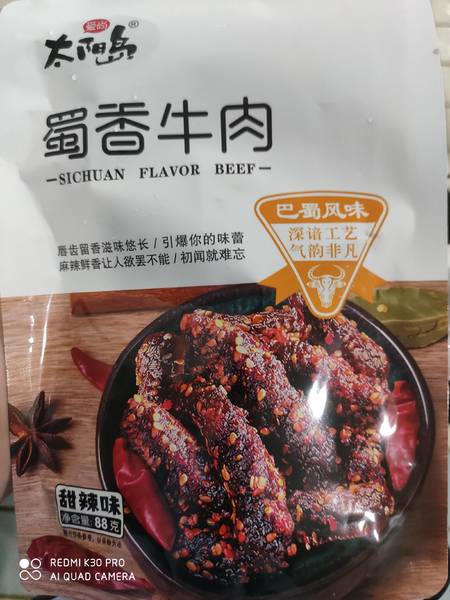 爱尚
太阳岛®
蜀香牛肉
SICHUAN FLAVOR BEEF
唇齿留香滋味悠长/引爆你的味蕾
麻辣鲜香让人欲罢不能/初闻就难忘
巴蜀风味
深谙工艺
气韵非凡
甜辣味
净含量:88克
REDMI K30 PRO
AI QUAD CAMERA